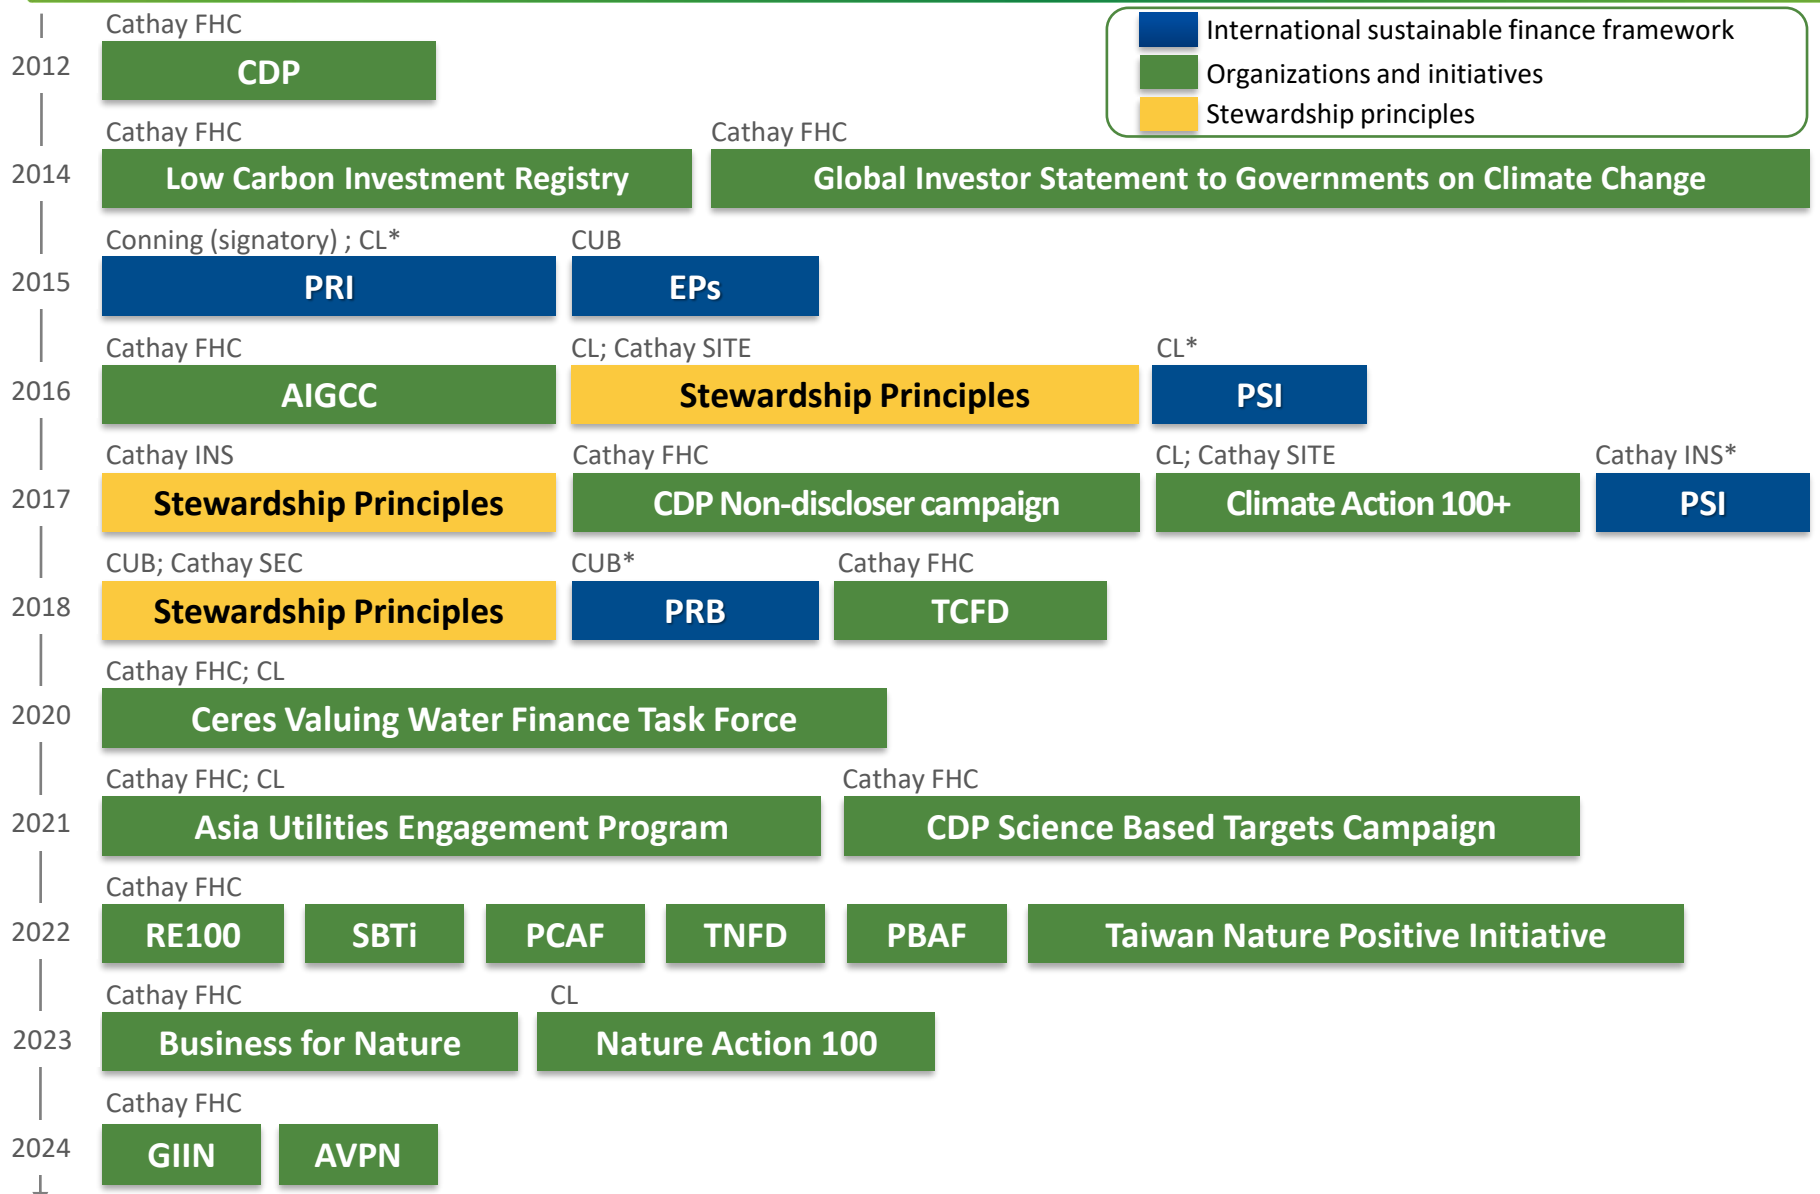 International sustainable finance framework
Organizations and initiatives
Stewardship principles
Cathay FHC
2012
CDP
Cathay FHC
Cathay FHC
2014
Low Carbon Investment Registry
Global Investor Statement to Governments on Climate Change
Conning (signatory) ; CL*
CUB
2015
PRI
EPs
Cathay FHC
CL; Cathay SITE
CL*
2016
AIGCC
Stewardship Principles
PSI
Cathay INS
Cathay FHC
CL; Cathay SITE
Cathay INS*
2017
Stewardship Principles
CDP Non-discloser campaign
Climate Action 100+
PSI
CUB; Cathay SEC
CUB*
Cathay FHC
2018
Stewardship Principles
PRB
TCFD
Cathay FHC; CL
2020
Ceres Valuing Water Finance Task Force
Cathay FHC; CL
Cathay FHC
2021
Asia Utilities Engagement Program
CDP Science Based Targets Campaign
Cathay FHC
2022
RE100
SBTi
PCAF
TNFD
PBAF
Taiwan Nature Positive Initiative
Cathay FHC
CL
2023
Business for Nature
Nature Action 100
Cathay FHC
2024
GIIN
AVPN